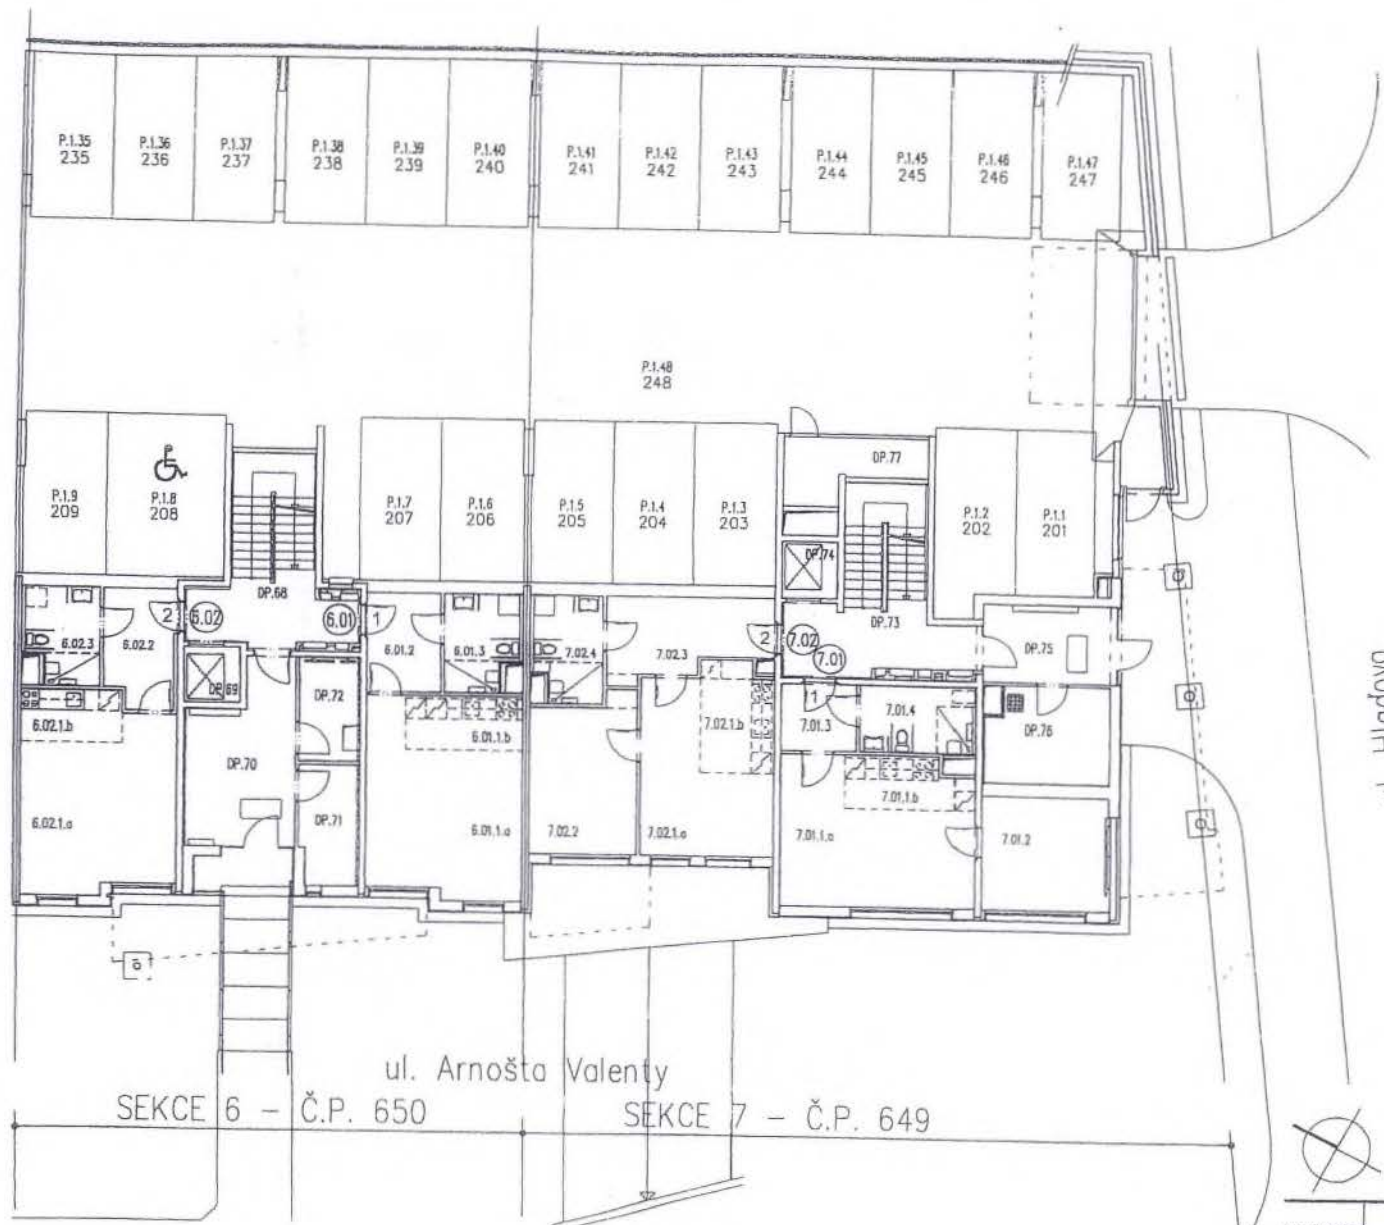 P.1.35
235
P.1.36
236
P.1.37
237
P.1.38
238
P.1.39
239
P.1.40
240
P.1.41
241
P.1.42
242
P.1.43
243
P.1.44
244
P.1.45
245
P.1.46
246
P.1.47
247
P.1.48
248
P.1.9
209
P.1.8
208
P.1.7
207
P.1.6
206
P.1.5
205
P.1.4
204
P.1.3
203
DP.77
P.1.2
202
P.1.1
201
DP.74
DP.68
6.02.3
6.02.2
2
6.02
6.01
1
6.01.2
6.01.3
7.02.4
7.02.3
2
7.02
7.01
DP.73
DP.75
DP.69
DP.72
6.02.1.b
6.01.1.b
7.02.1.b
1
7.01.3
7.01.4
DP.76
DP.70
DP.71
6.02.1.a
6.01.1.a
7.02.2
7.02.1.a
7.01.1.b
7.01.1.a
7.01.2
ul. Arnošta Valenty
SEKCE 6 - Č.P. 650
SEKCE 7 - Č.P. 649